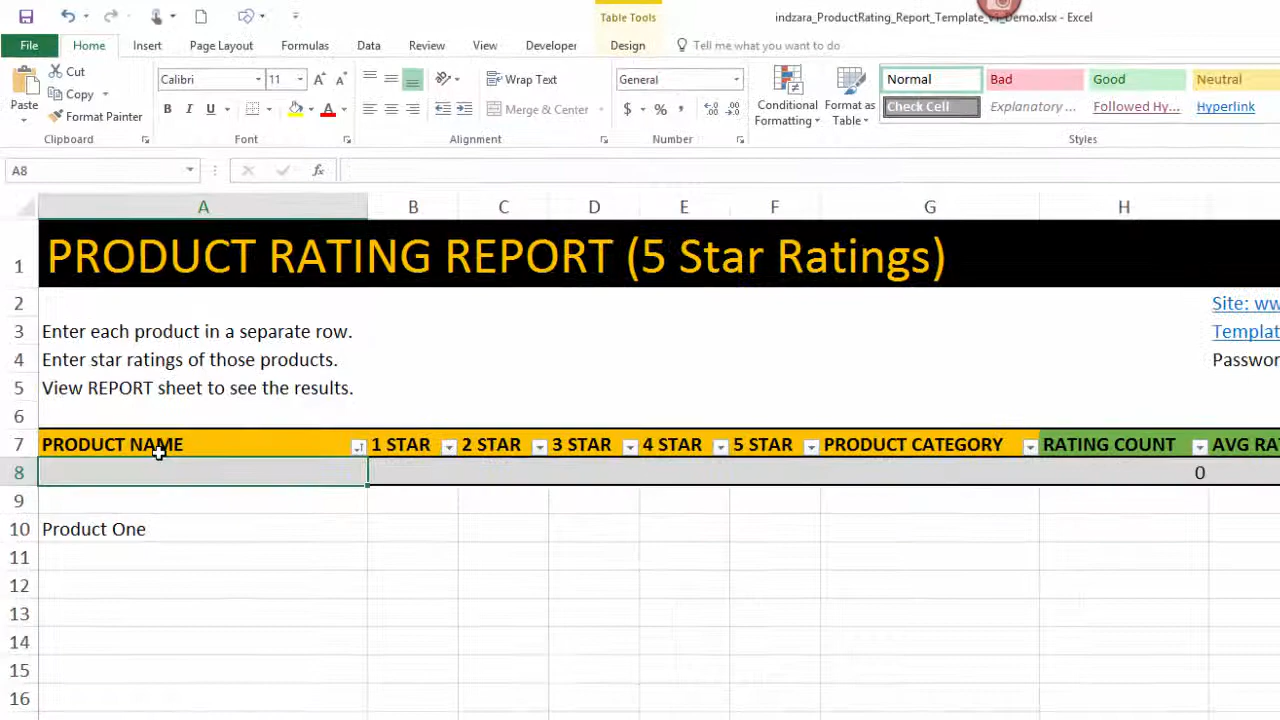 Table Tools
indzara_ProductRating_Report_Template_v1_Demo.xlsx - Excel
File Home Insert Page Layout Formulas Data Review View Developer Design Tell me what you want to do
Paste
Cut
Copy
Format Painter
Clipboard
Calibri 11
B I U
Font
Wrap Text
Merge & Center
Alignment
General
$ %
Number
Conditional Formatting
Format as Table
Normal Bad Good Neutral
Check Cell Explanatory ... Followed Hy... Hyperlink
Styles
A8 fx
A B C D E F G H
1 PRODUCT RATING REPORT (5 Star Ratings)
2 Site: ww
3 Enter each product in a separate row. Templat
4 Enter star ratings of those products. Passwor
5 View REPORT sheet to see the results.
6
7 PRODUCT NAME 1 STAR 2 STAR 3 STAR 4 STAR 5 STAR PRODUCT CATEGORY RATING COUNT AVG RA
8 0
9
10 Product One
11
12
13
14
15
16